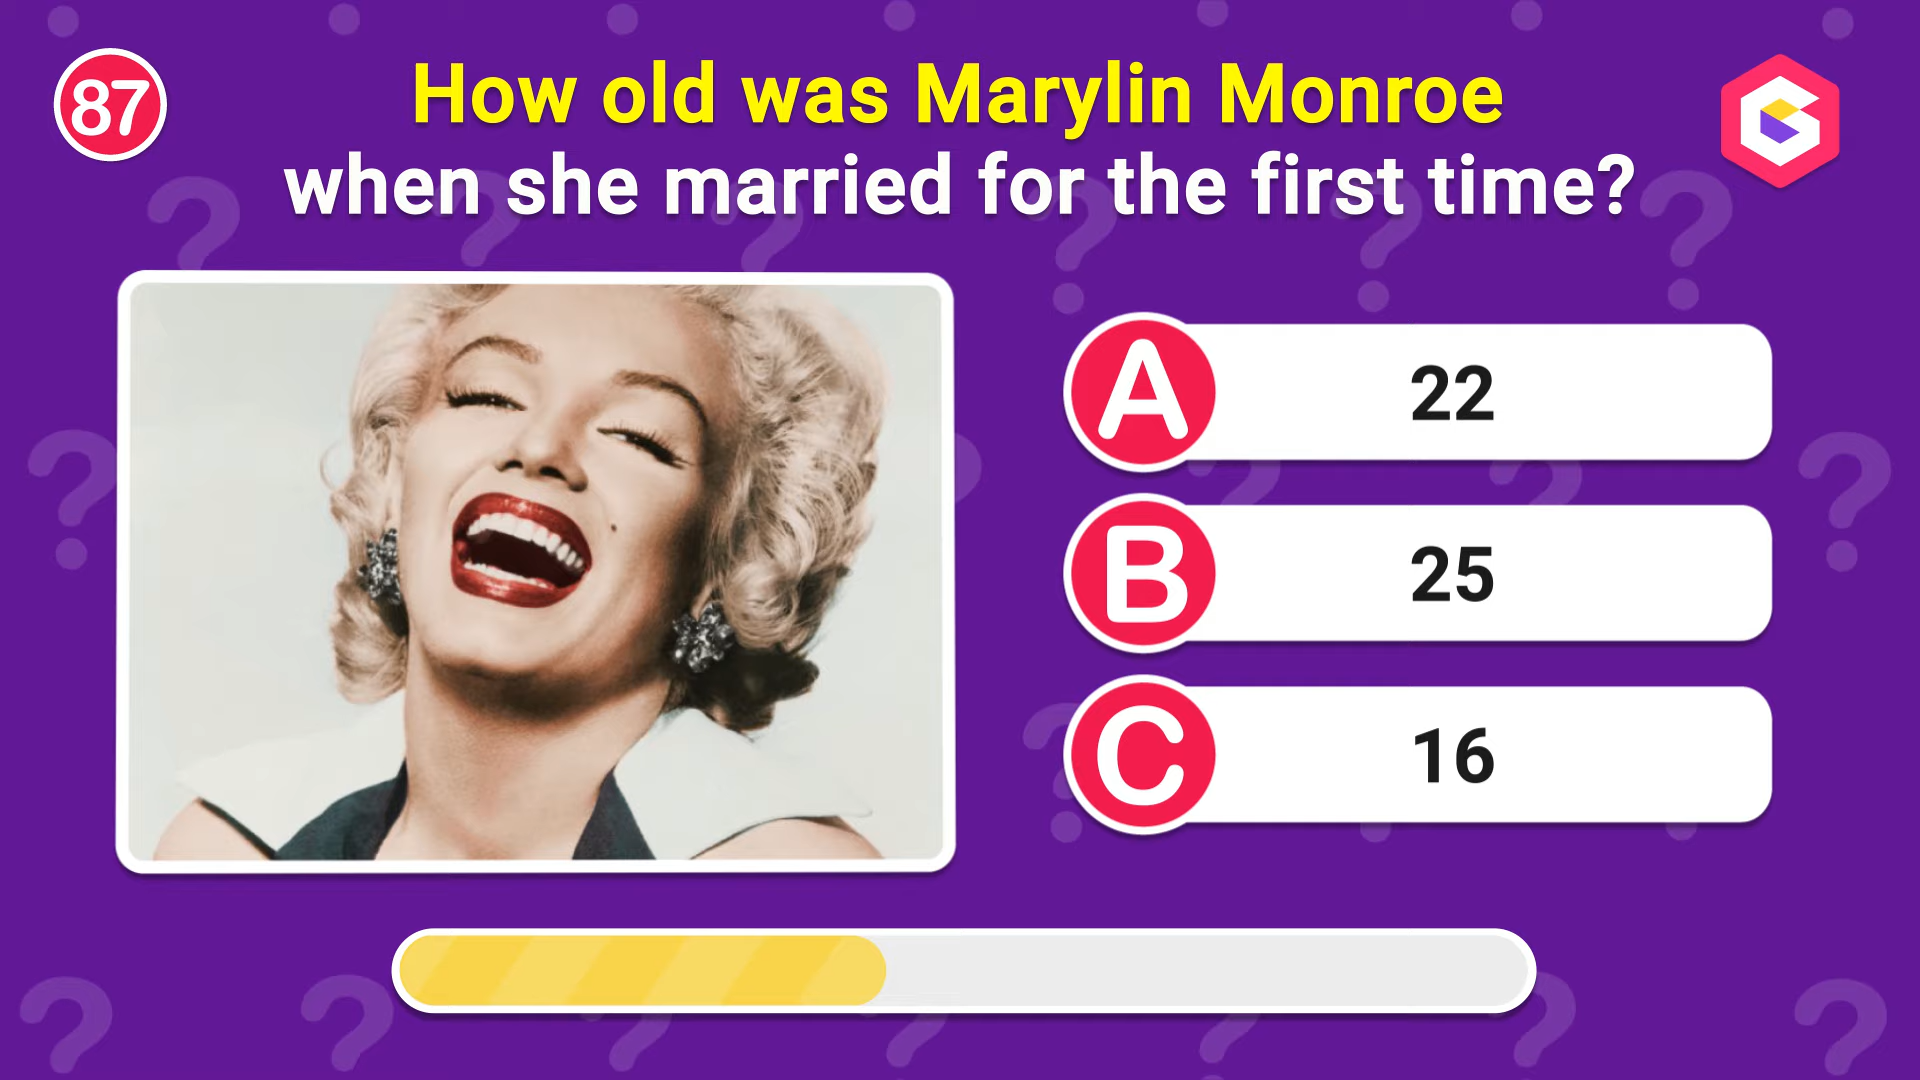 87
How old was Marylin Monroe
when she married for the first time?
A 22
B 25
C 16